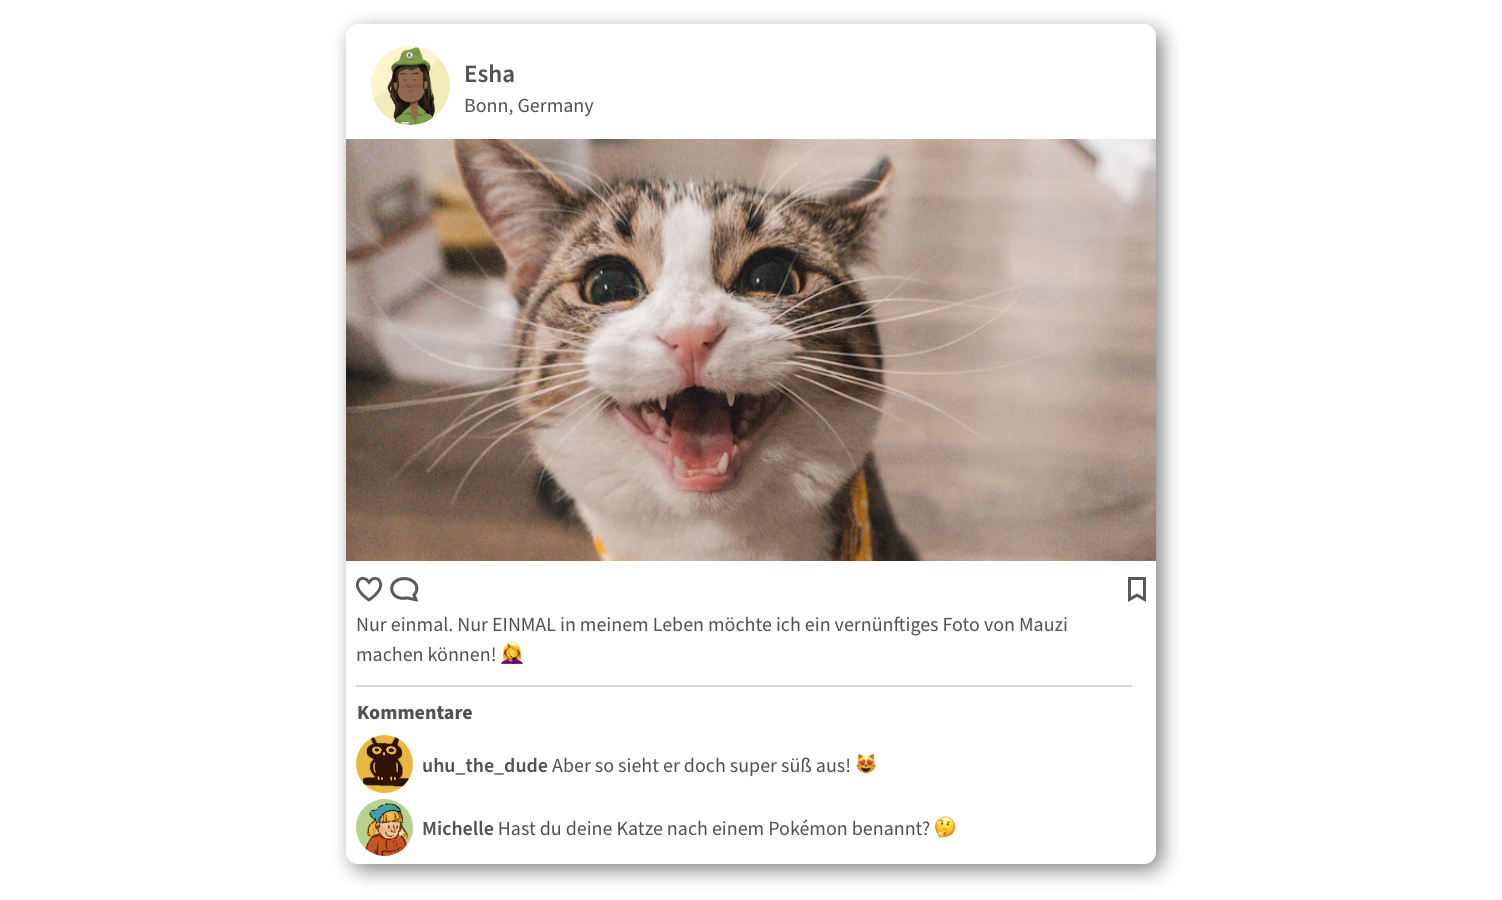 Esha
Bonn, Germany
Nur einmal. Nur EINMAL in meinem Leben möchte ich ein vernünftiges Foto von Mauzi
machen können! 🤦‍♀️
Kommentare
uhu_the_dude Aber so sieht er doch super süß aus! 😻
Michelle Hast du deine Katze nach einem Pokémon benannt? 🤔